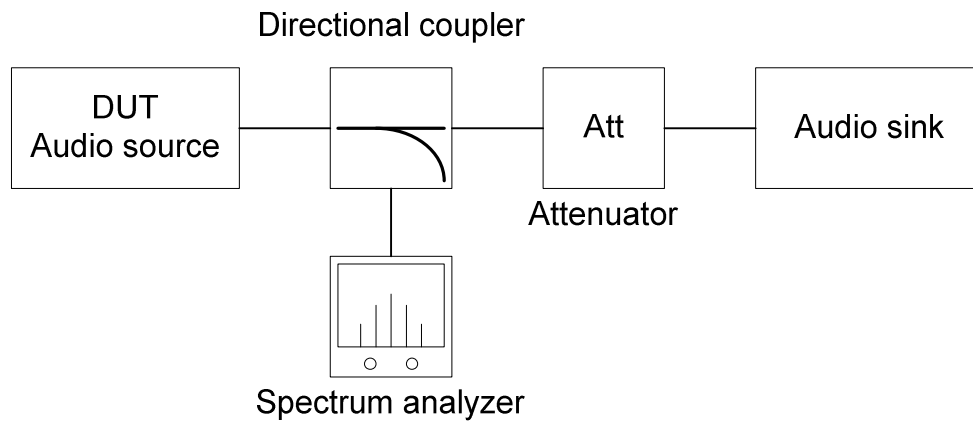 Directional coupler
DUT
Audio source
Att
Audio sink
Attenuator
Spectrum analyzer